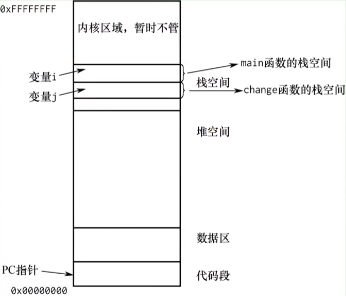 0xFFFFFFFF
内核区域，暂时不管
main函数的栈空间
变量i
栈空间
变量j
change函数的栈空间
堆空间
数据区
PC指针
代码段
0x00000000